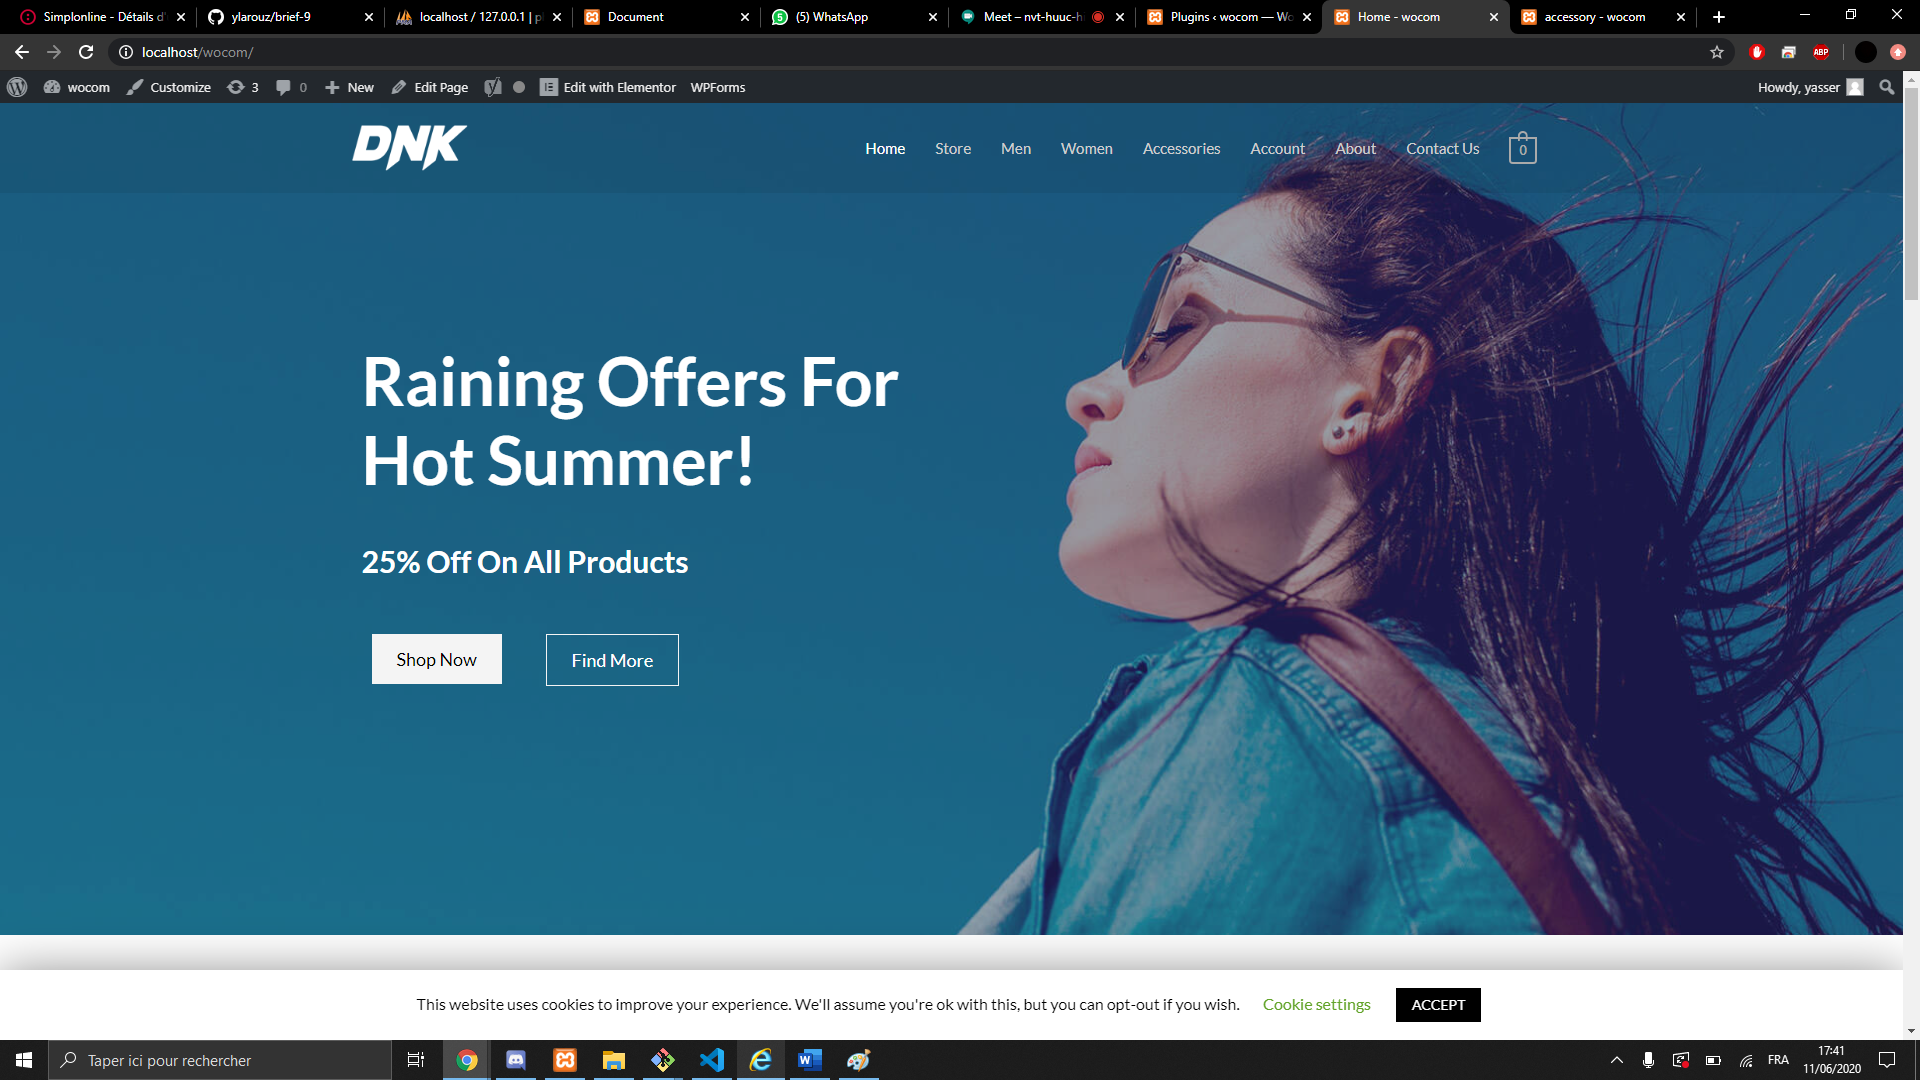 Simplonline - Détails d'
ylarouz/brief-9
localhost / 127.0.0.1 | p
Document
(5) WhatsApp
Meet – nvt-huuc-h
Plugins ‹ wocom — Wo
Home - wocom
accessory - wocom
localhost/wocom/
ABP
wocom
Customize
3
0
New
Edit Page
Edit with Elementor
WPForms
Howdy, yasser
DNK
Home
Store
Men
Women
Accessories
Account
About
Contact Us
0
Raining Offers For
Hot Summer!
25% Off On All Products
Shop Now
Find More
This website uses cookies to improve your experience. We'll assume you're ok with this, but you can opt-out if you wish.
Cookie settings
ACCEPT
Taper ici pour rechercher
FRA
17:41
11/06/2020